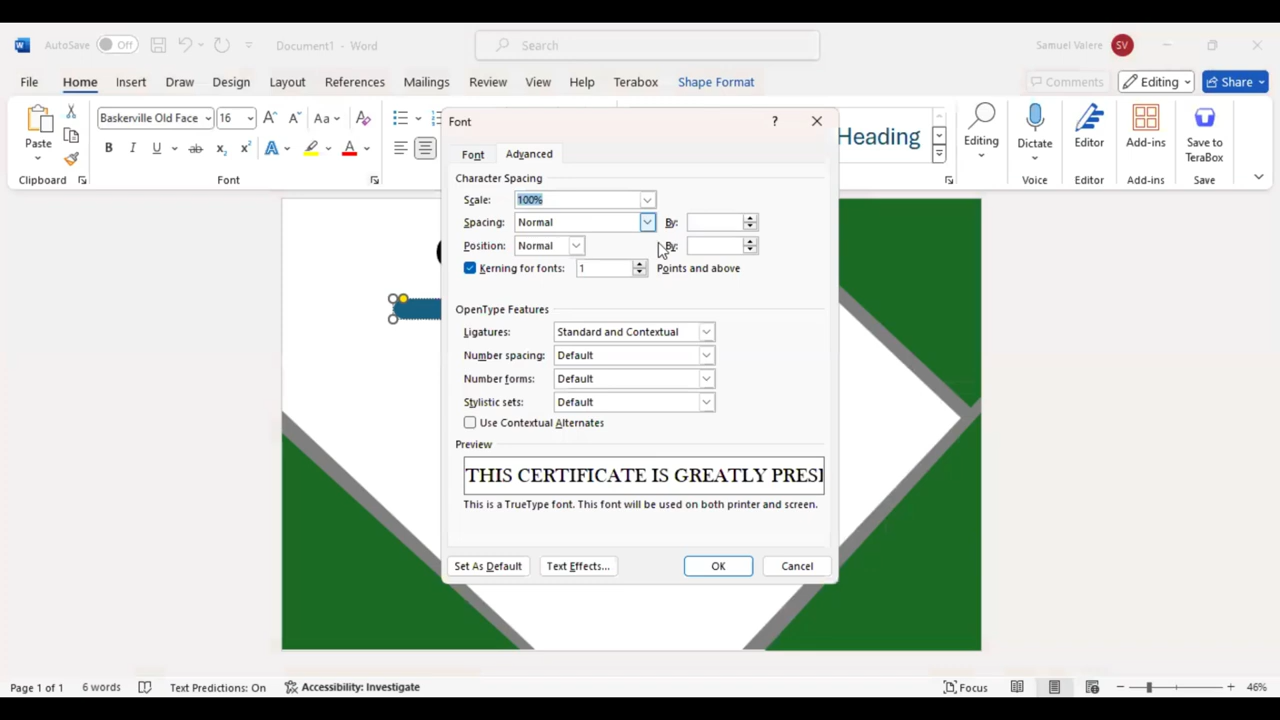 AutoSave Off Document1 - Word Search Samuel Valere SV
File Home Insert Draw Design Layout References Mailings Review View Help Terabox Shape Format Comments Editing Share
Baskerville Old Face 16 Aa Heading
Paste B I U ab x₂ x² A A Editing Dictate Editor Add-ins Save to TeraBox
Clipboard Font Voice Editor Add-ins Save
Font ?
Font Advanced
Character Spacing
Scale: 100%
Spacing: Normal By:
Position: Normal By:
Kerning for fonts: 1 Points and above
OpenType Features
Ligatures: Standard and Contextual
Number spacing: Default
Number forms: Default
Stylistic sets: Default
Use Contextual Alternates
Preview
THIS CERTIFICATE IS GREATLY PRES
This is a TrueType font. This font will be used on both printer and screen.
Set As Default Text Effects... OK Cancel
Page 1 of 1 6 words Text Predictions: On Accessibility: Investigate Focus 46%